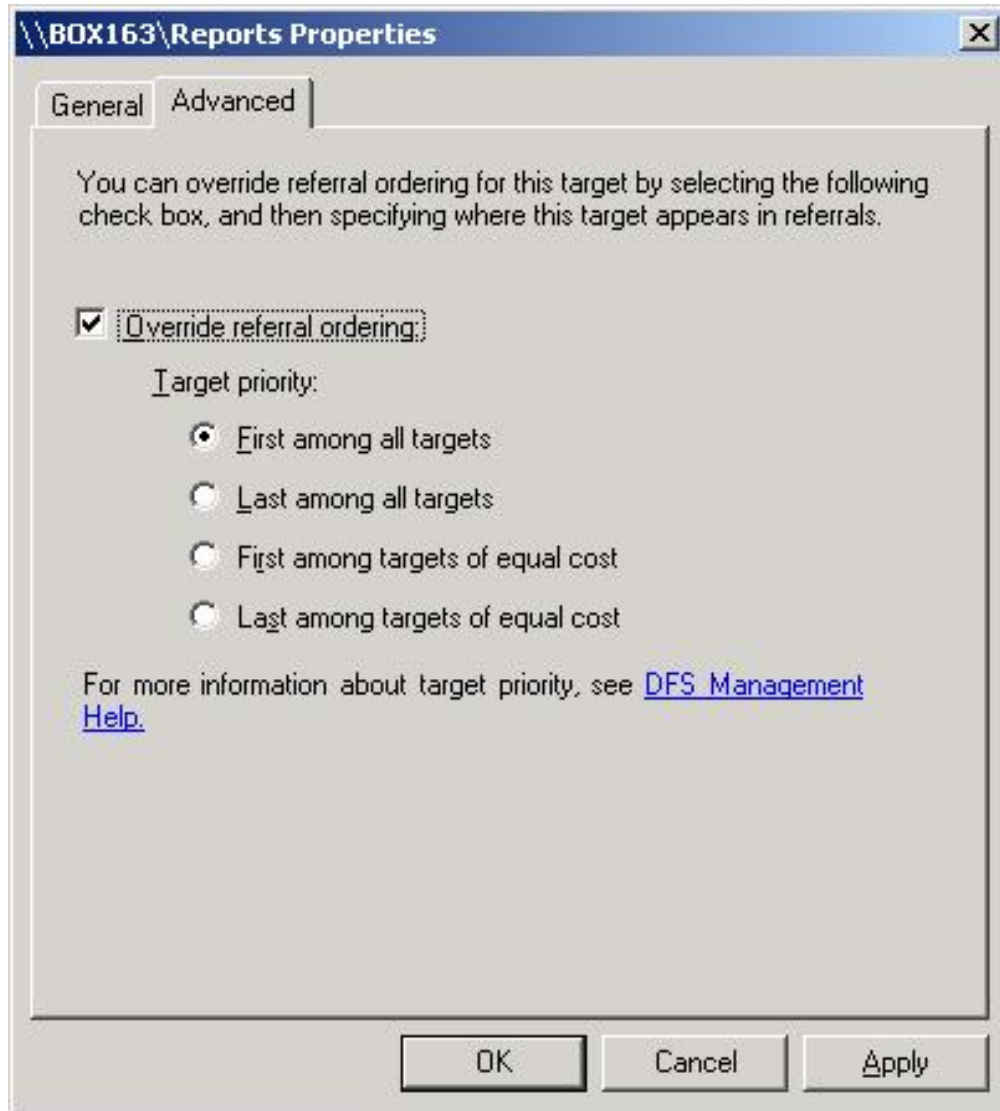 \\BOX163\Reports Properties
General
Advanced
You can override referral ordering for this target by selecting the following
check box, and then specifying where this target appears in referrals.
Override referral ordering:
Target priority:
First among all targets
Last among all targets
First among targets of equal cost
Last among targets of equal cost
For more information about target priority, see DFS Management
Help.
OK
Cancel
Apply